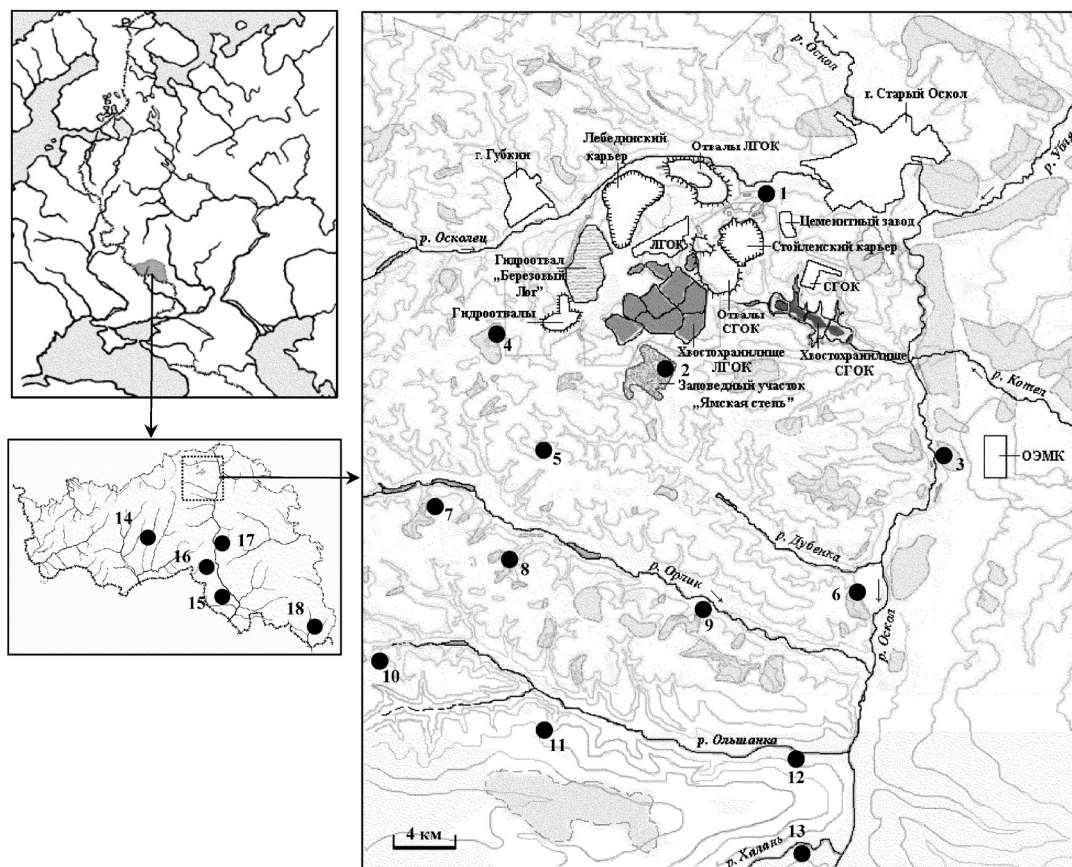 р. Оскол
г. Старый Оскол
р. Убля
Лебединский
карьер
Отвалы ЛГОК
г. Губкин
1
Цементный завод
р. Осколец
ЛГОК
Стойленский карьер
Гидроотвал
„Березовый
Лог”
СГОК
Гидроотвалы
Отвалы
СГОК
4
Хвостохранилище
ЛГОК
Хвостохранилище
СГОК
2
Заповедный участок
„Ямская степь”
р. Котел
3
ОЭМК
5
7
р. Дубенка
8
р. Орлик
6
9
р. Оскол
10
11
р. Ольшанка
12
4 км
13
р. Халань
14
17
16
15
18